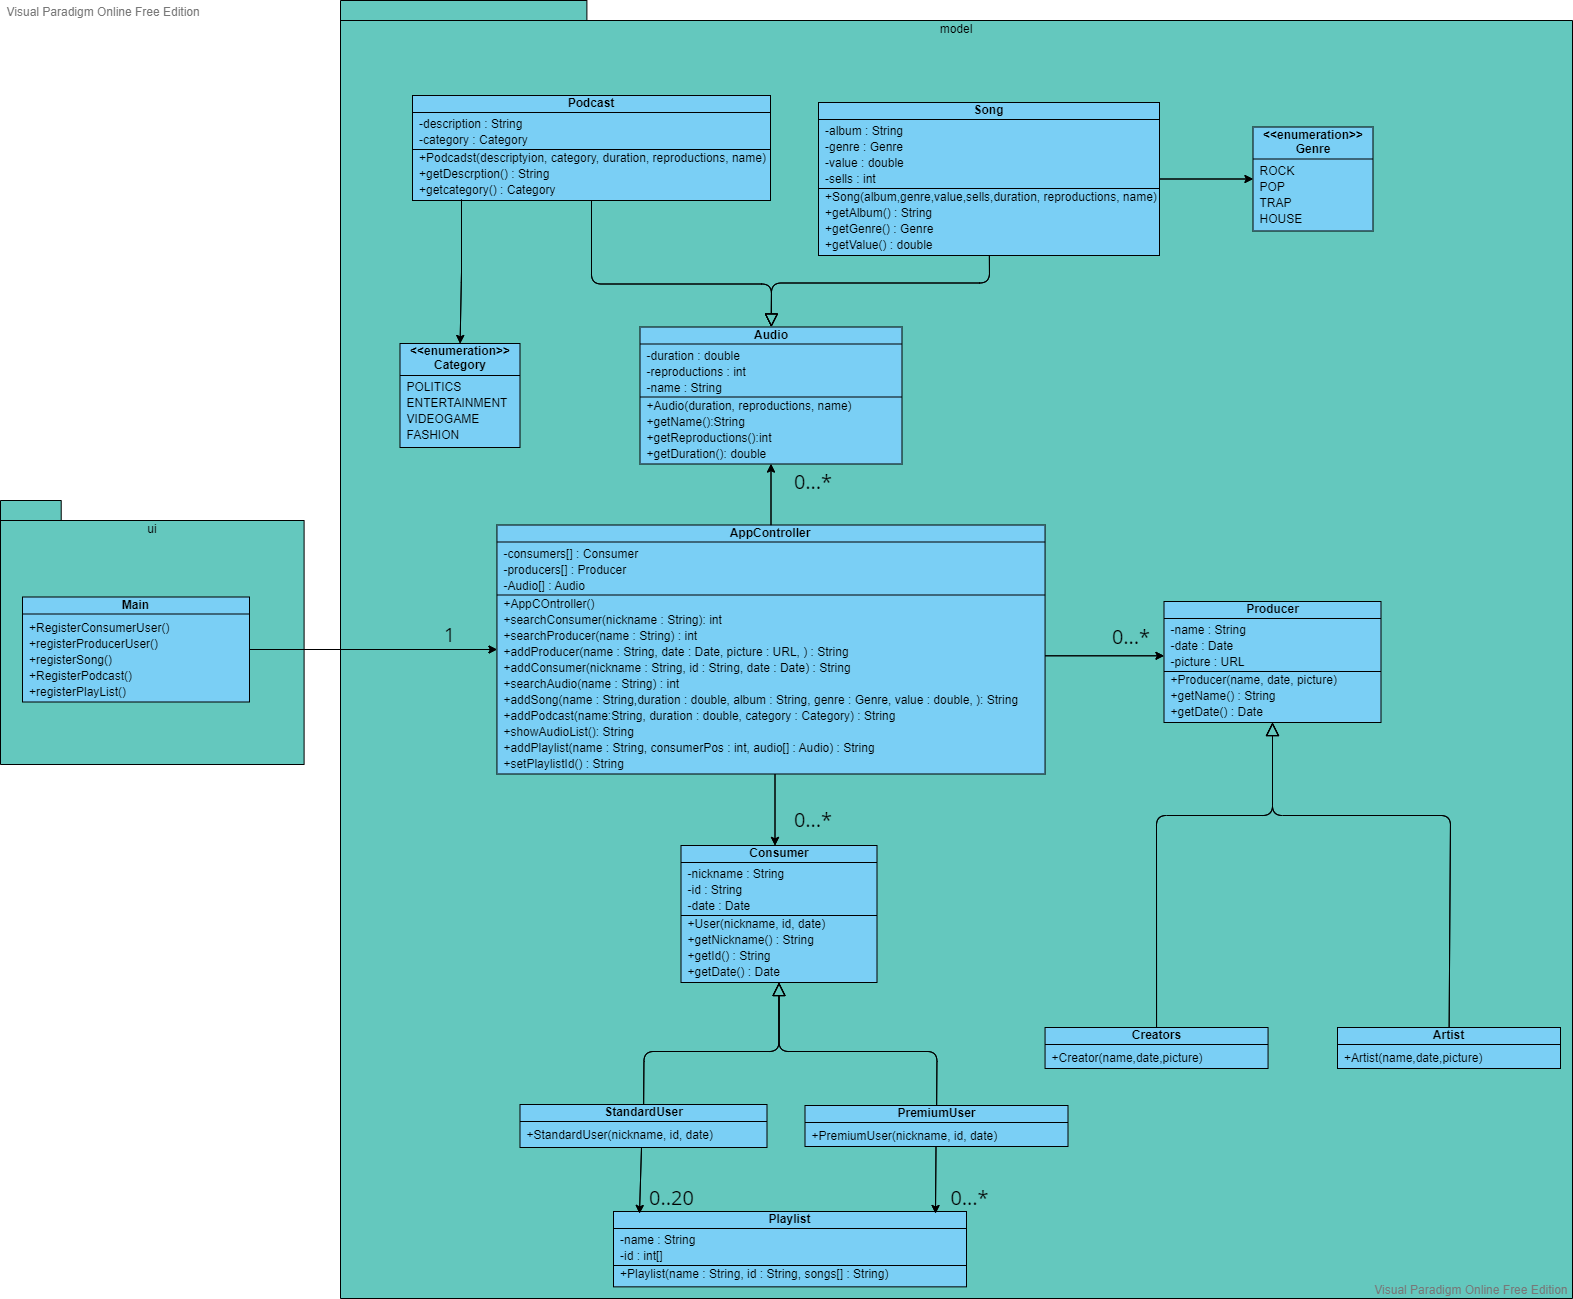 Visual Paradigm Online Free Edition
model
Podcast
-description : String
-category : Category
+Podcadst(descriptyion, category, duration, reproductions, name)
+getDescrption() : String
+getcategory() : Category
Song
-album : String
-genre : Genre
-value : double
-sells : int
+Song(album,genre,value,sells,duration, reproductions, name)
+getAlbum() : String
+getGenre() : Genre
+getValue() : double
<<enumeration>>
Genre
ROCK
POP
TRAP
HOUSE
<<enumeration>>
Category
POLITICS
ENTERTAINMENT
VIDEOGAME
FASHION
Audio
-duration : double
-reproductions : int
-name : String
+Audio(duration, reproductions, name)
+getName():String
+getReproductions():int
+getDuration(): double
0...*
ui
Main
+RegisterConsumerUser()
+registerProducerUser()
+registerSong()
+RegisterPodcast()
+registerPlayList()
1
AppController
-consumers[] : Consumer
-producers[] : Producer
-Audio[] : Audio
+AppCOntroller()
+searchConsumer(nickname : String): int
+searchProducer(name : String) : int
+addProducer(name : String, date : Date, picture : URL, ) : String
+addConsumer(nickname : String, id : String, date : Date) : String
+searchAudio(name : String) : int
+addSong(name : String,duration : double, album : String, genre : Genre, value : double, ): String
+addPodcast(name:String, duration : double, category : Category) : String
+showAudioList(): String
+addPlaylist(name : String, consumerPos : int, audio[] : Audio) : String
+setPlaylistId() : String
0...*
Producer
-name : String
-date : Date
-picture : URL
+Producer(name, date, picture)
+getName() : String
+getDate() : Date
0...*
Consumer
-nickname : String
-id : String
-date : Date
+User(nickname, id, date)
+getNickname() : String
+getId() : String
+getDate() : Date
Creators
+Creator(name,date,picture)
Artist
+Artist(name,date,picture)
StandardUser
+StandardUser(nickname, id, date)
PremiumUser
+PremiumUser(nickname, id, date)
0..20
0...*
Playlist
-name : String
-id : int[]
+Playlist(name : String, id : String, songs[] : String)
Visual Paradigm Online Free Edition